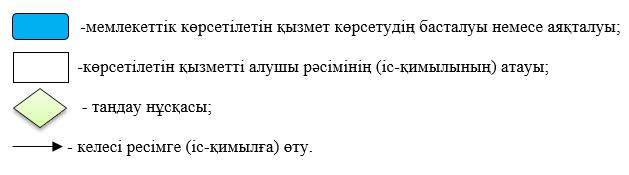 -мемлекеттік көрсетілетін қызмет көрсетудің басталуы немесе аяқталуы;
-көрсетілетін қызметті алушы рәсімінің (іс-қимылының) атауы;
- таңдау нұсқасы;
- келесі ресімге (іс-қимылға) өту.